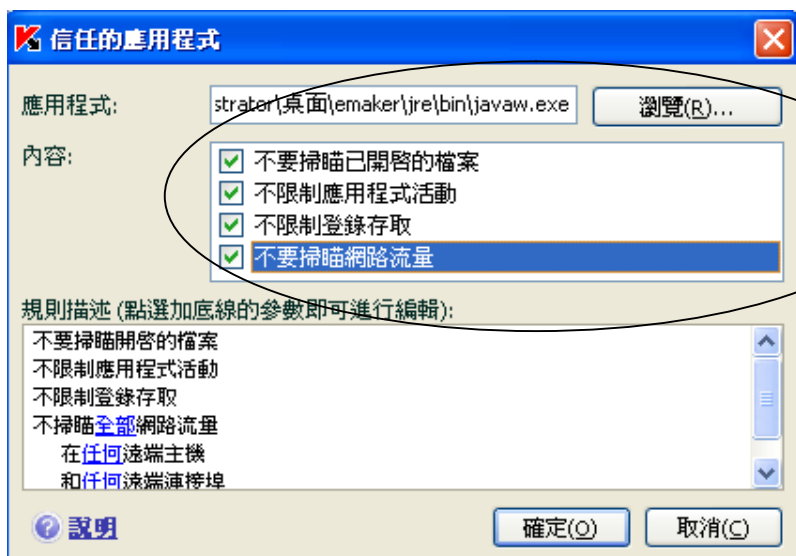 信任的應用程式
應用程式: strator\桌面\emaker\jre\bin\javaw.exe 瀏覽(R)...
內容:
不要掃瞄已開啓的檔案
不限制應用程式活動
不限制登錄存取
不要掃瞄網路流量
規則描述 (點選加底線的參數即可進行編輯):
不要掃瞄開啓的檔案
不限制應用程式活動
不限制登錄存取
不掃瞄全部網路流量
在任何遠端主機
和任何遠端連接埠
說明 確定(O) 取消(C)